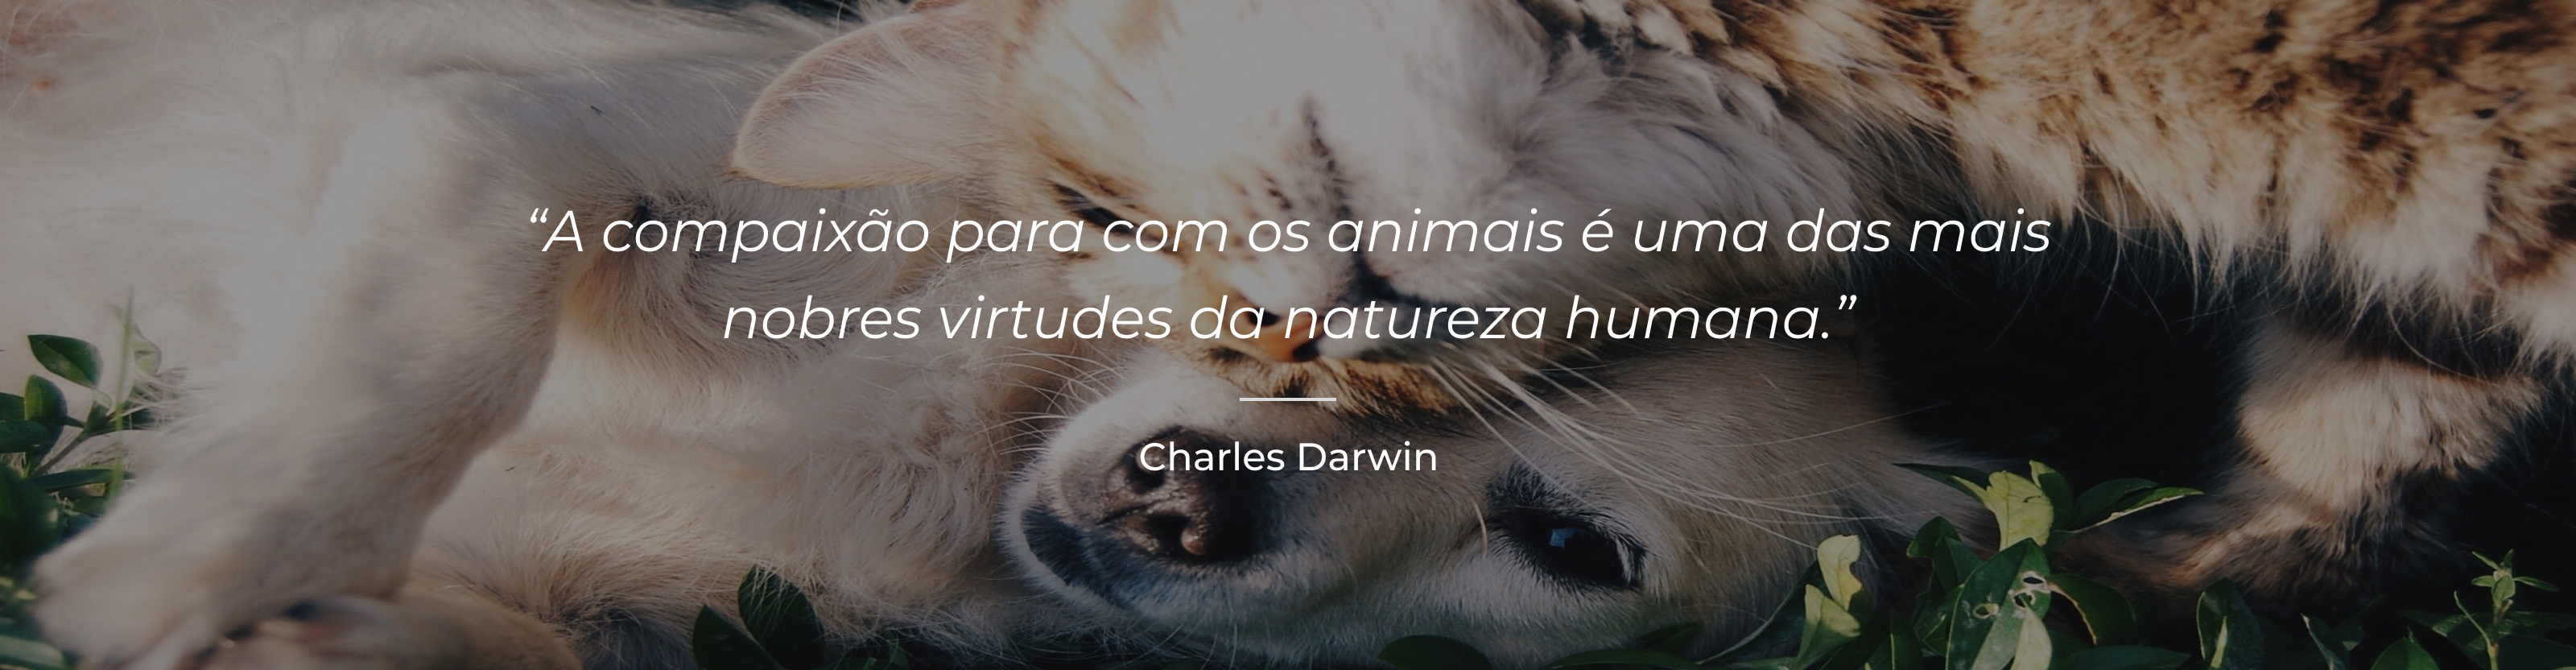 “A compaixão para com os animais é uma das mais
nobres virtudes da natureza humana.”
Charles Darwin